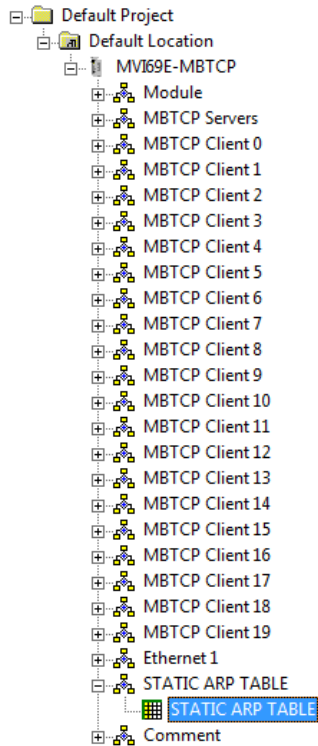 Default Project
Default Location
MVI69E-MBTCP
Module
MBTCP Servers
MBTCP Client 0
MBTCP Client 1
MBTCP Client 2
MBTCP Client 3
MBTCP Client 4
MBTCP Client 5
MBTCP Client 6
MBTCP Client 7
MBTCP Client 8
MBTCP Client 9
MBTCP Client 10
MBTCP Client 11
MBTCP Client 12
MBTCP Client 13
MBTCP Client 14
MBTCP Client 15
MBTCP Client 16
MBTCP Client 17
MBTCP Client 18
MBTCP Client 19
Ethernet 1
STATIC ARP TABLE
STATIC ARP TABLE
Comment